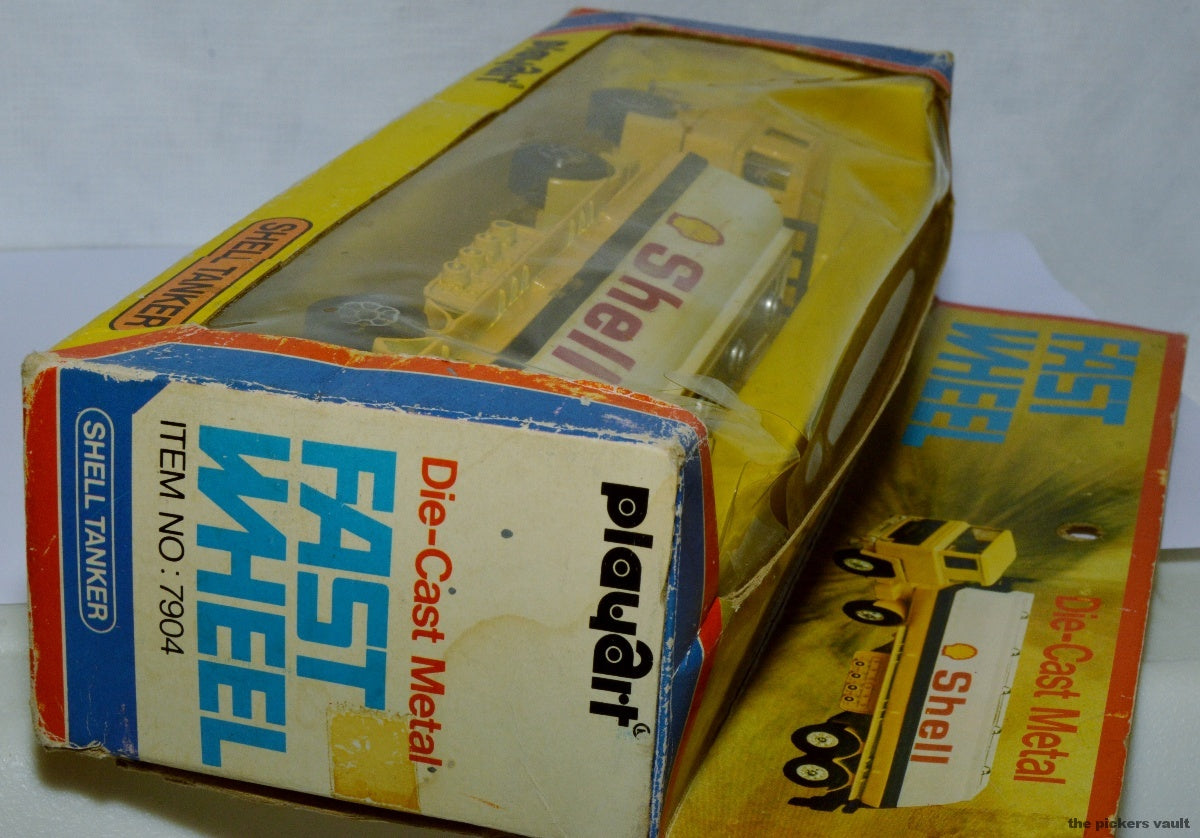 playart
SHELL TANKER
Shell
playart
Die-Cast Metal
FAST
WHEEL
ITEM NO: 7904
SHELL TANKER
FAST
WHEEL
Die-Cast Metal
Shell
the pickers vault